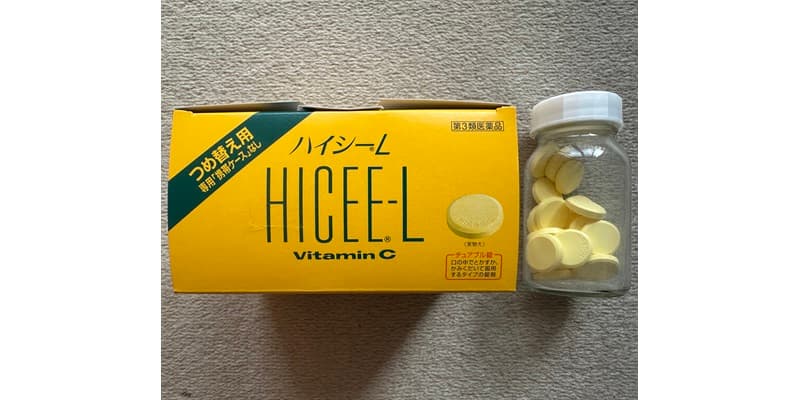 つめ替え用
専用「携帯ケース」なし
第3類医薬品
ハイシー®L
HICEE-L®
Vitamin C
(実物大)
チュアブル錠
口の中でとかすか、
かみくだいて服用
するタイプの錠剤